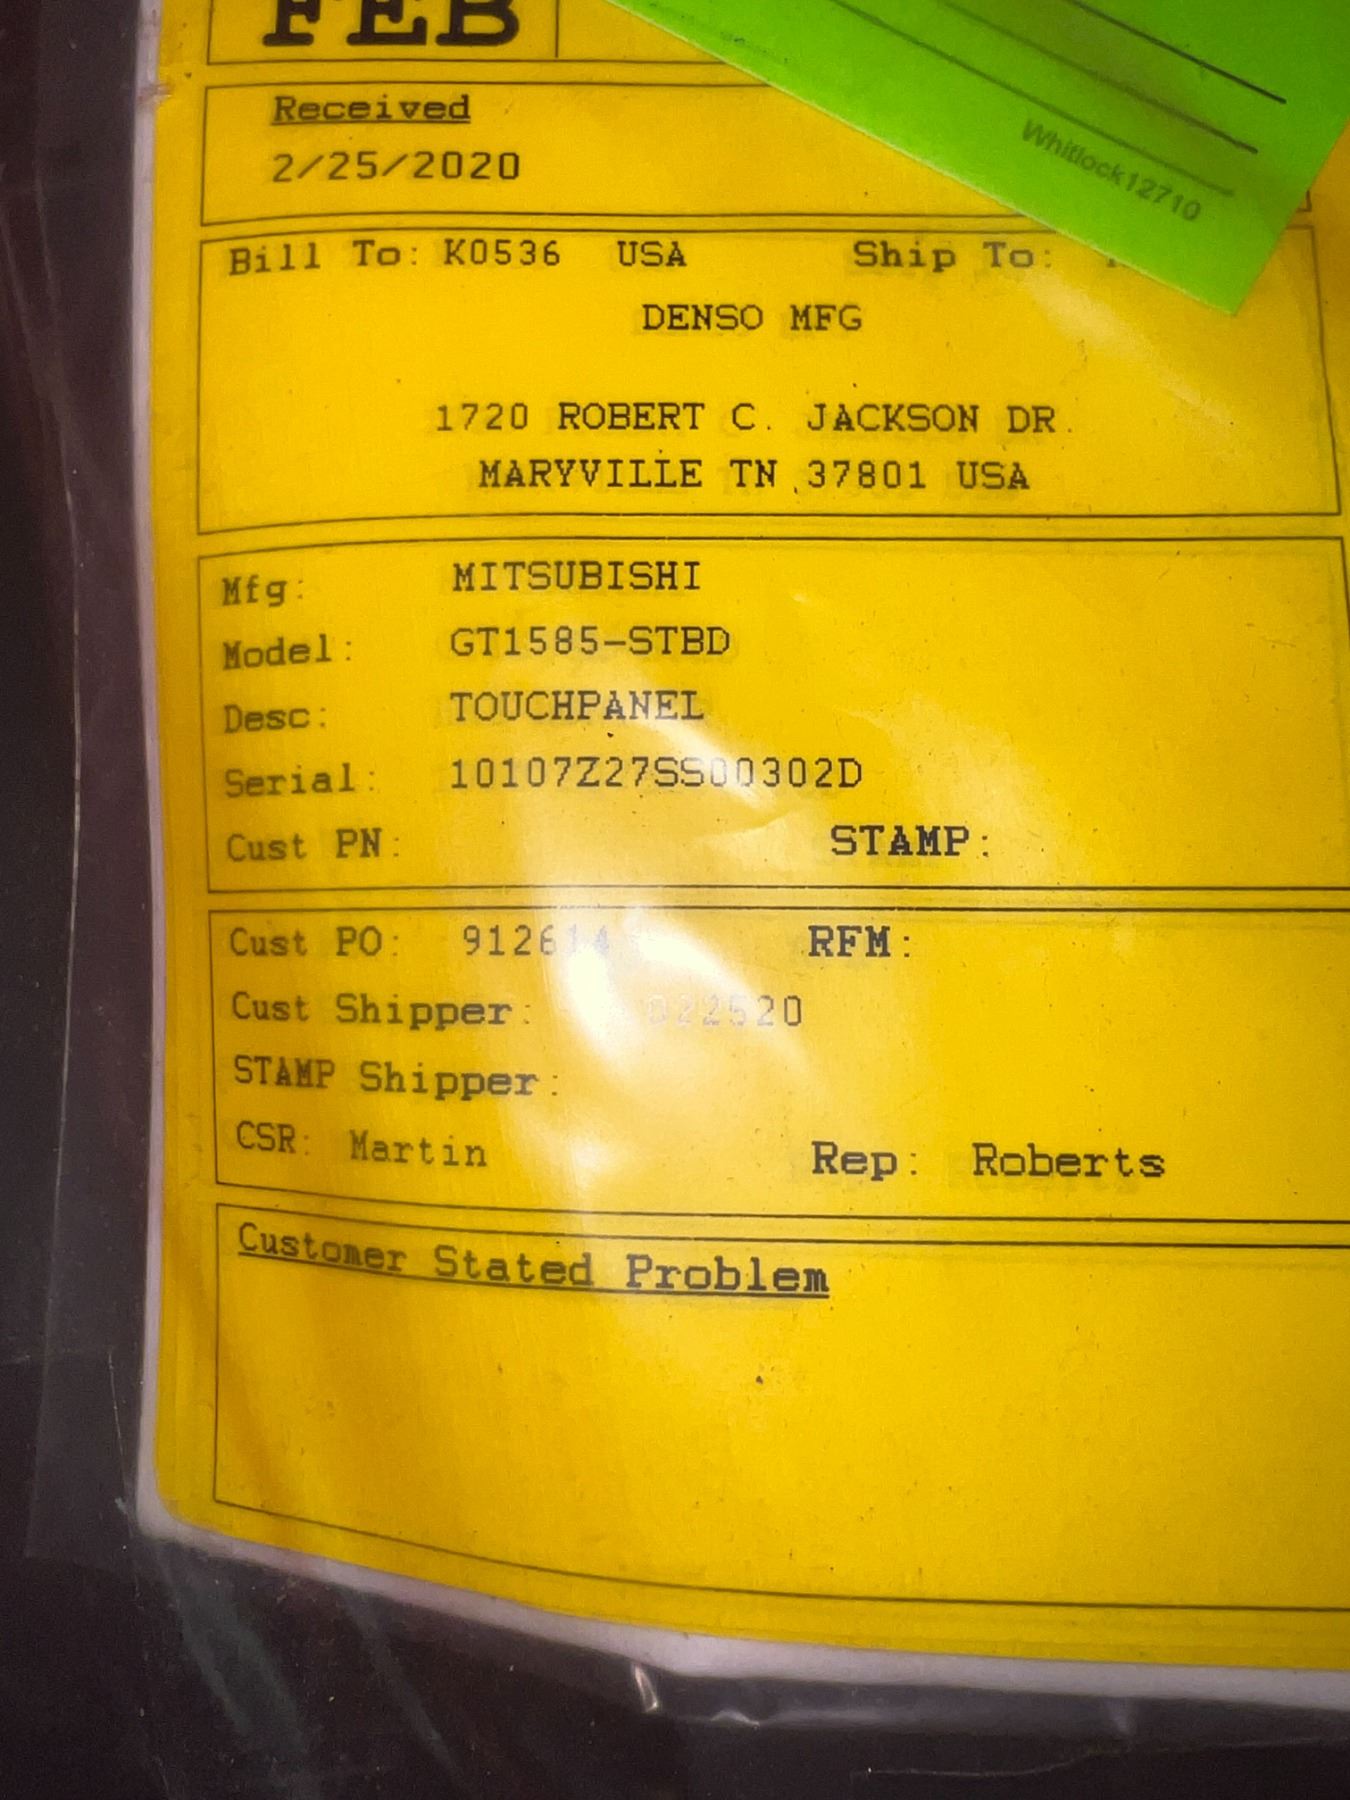 FEB
Received
2/25/2020
Whitlock12710
Bill To: K0536 USA Ship To:
DENSO MFG
1720 ROBERT C. JACKSON DR.
MARYVILLE TN 37801 USA
Mfg: MITSUBISHI
Model: GT1585-STBD
Desc: TOUCHPANEL
Serial: 10107Z27SS00302D
Cust PN: STAMP:
Cust PO: 912614 RFM:
Cust Shipper: 022520
STAMP Shipper:
CSR: Martin Rep: Roberts
Customer Stated Problem